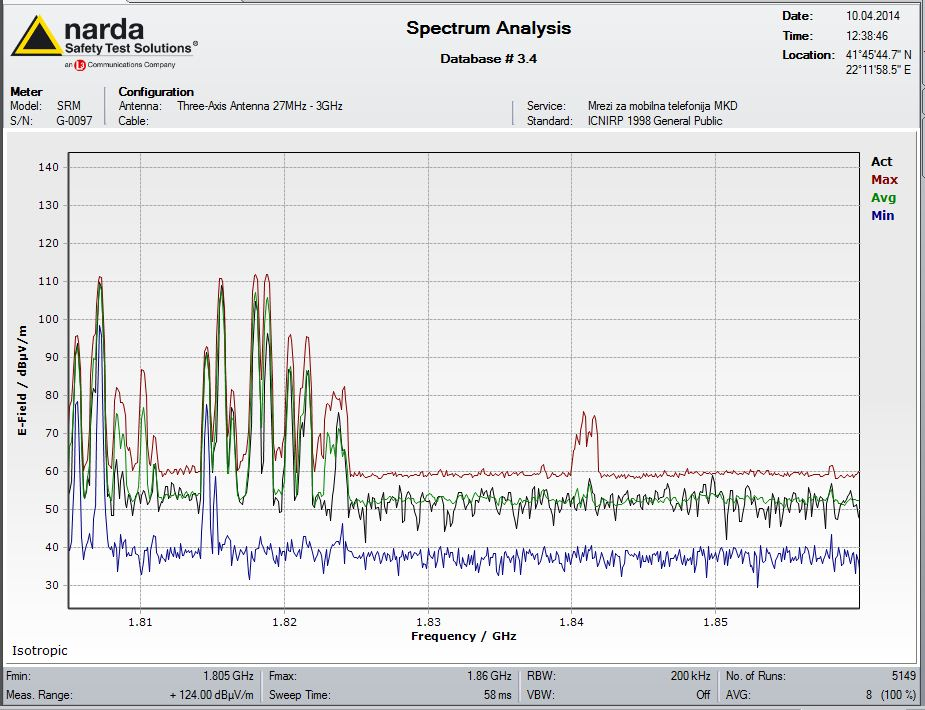 narda
Safety Test Solutions®
an L3 Communications Company
Spectrum Analysis
Database # 3.4
Date: 10.04.2014
Time: 12:38:46
Location: 41°45'44.7" N
22°11'58.5" E
Meter
Model: SRM
S/N: G-0097
Configuration
Antenna: Three-Axis Antenna 27MHz - 3GHz
Cable:
Service: Mrezi za mobilna telefonija MKD
Standard: ICNIRP 1998 General Public
Act
Max
Avg
Min
E-Field / dBµV/m
140
130
120
110
100
90
80
70
60
50
40
30
1.81 1.82 1.83 1.84 1.85
Frequency / GHz
Isotropic
Fmin: 1.805 GHz Fmax: 1.86 GHz RBW: 200 kHz No. of Runs: 5149
Meas. Range: + 124.00 dBµV/m Sweep Time: 58 ms VBW: Off AVG: 8 (100 %)